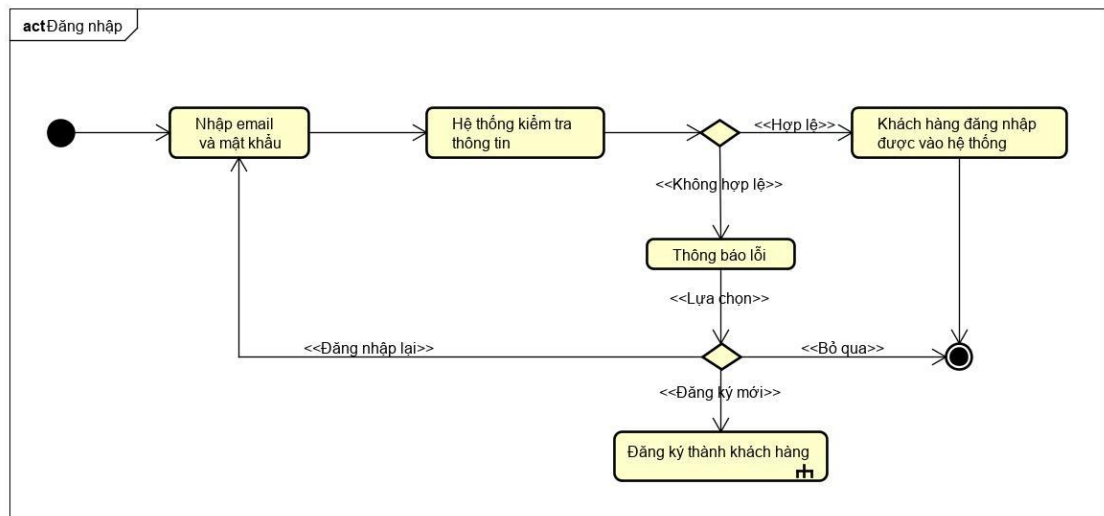 actĐăng nhập
Nhập email
và mật khẩu
Hệ thống kiểm tra
thông tin
<<Hợp lệ>>
Khách hàng đăng nhập
được vào hệ thống
<<Không hợp lệ>>
Thông báo lỗi
<<Lựa chọn>>
<<Đăng nhập lại>>
<<Bỏ qua>>
<<Đăng ký mới>>
Đăng ký thành khách hàng